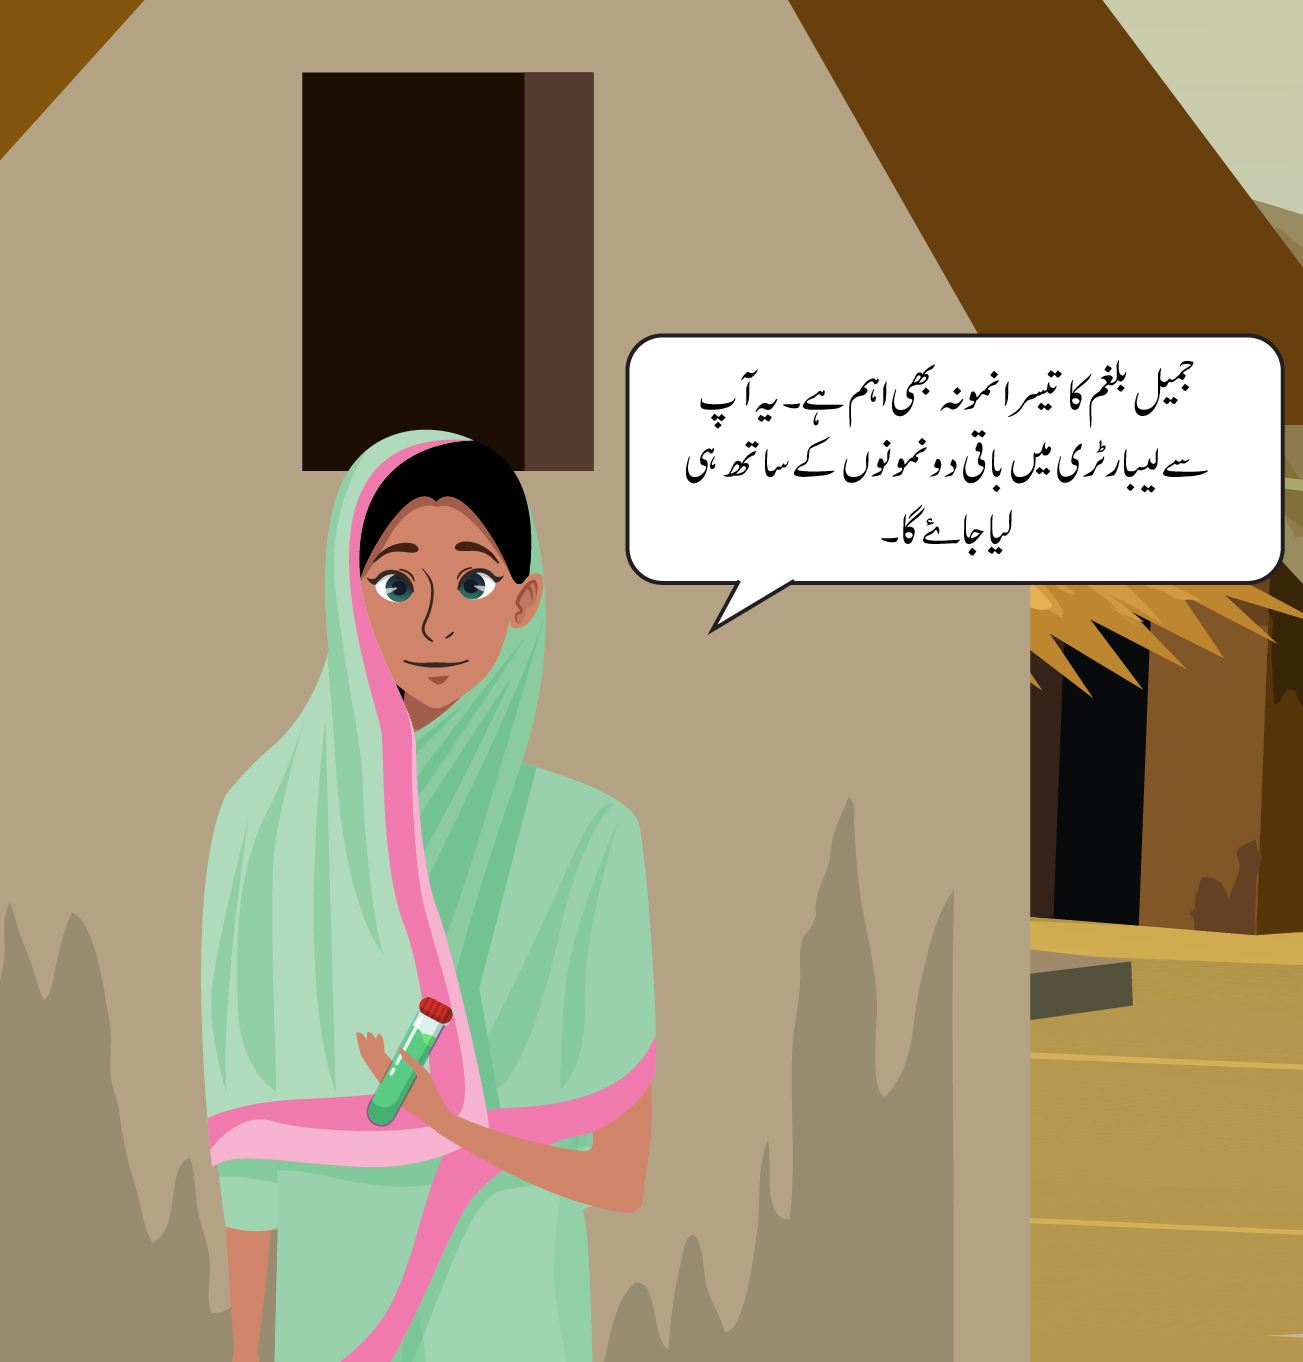 جمیل بلغم کا تیسرا نمونہ بھی اہم ہے۔ یہ آپ
سے لیبارٹری میں باقی دو نمونوں کے ساتھ ہی
لیا جائے گا۔